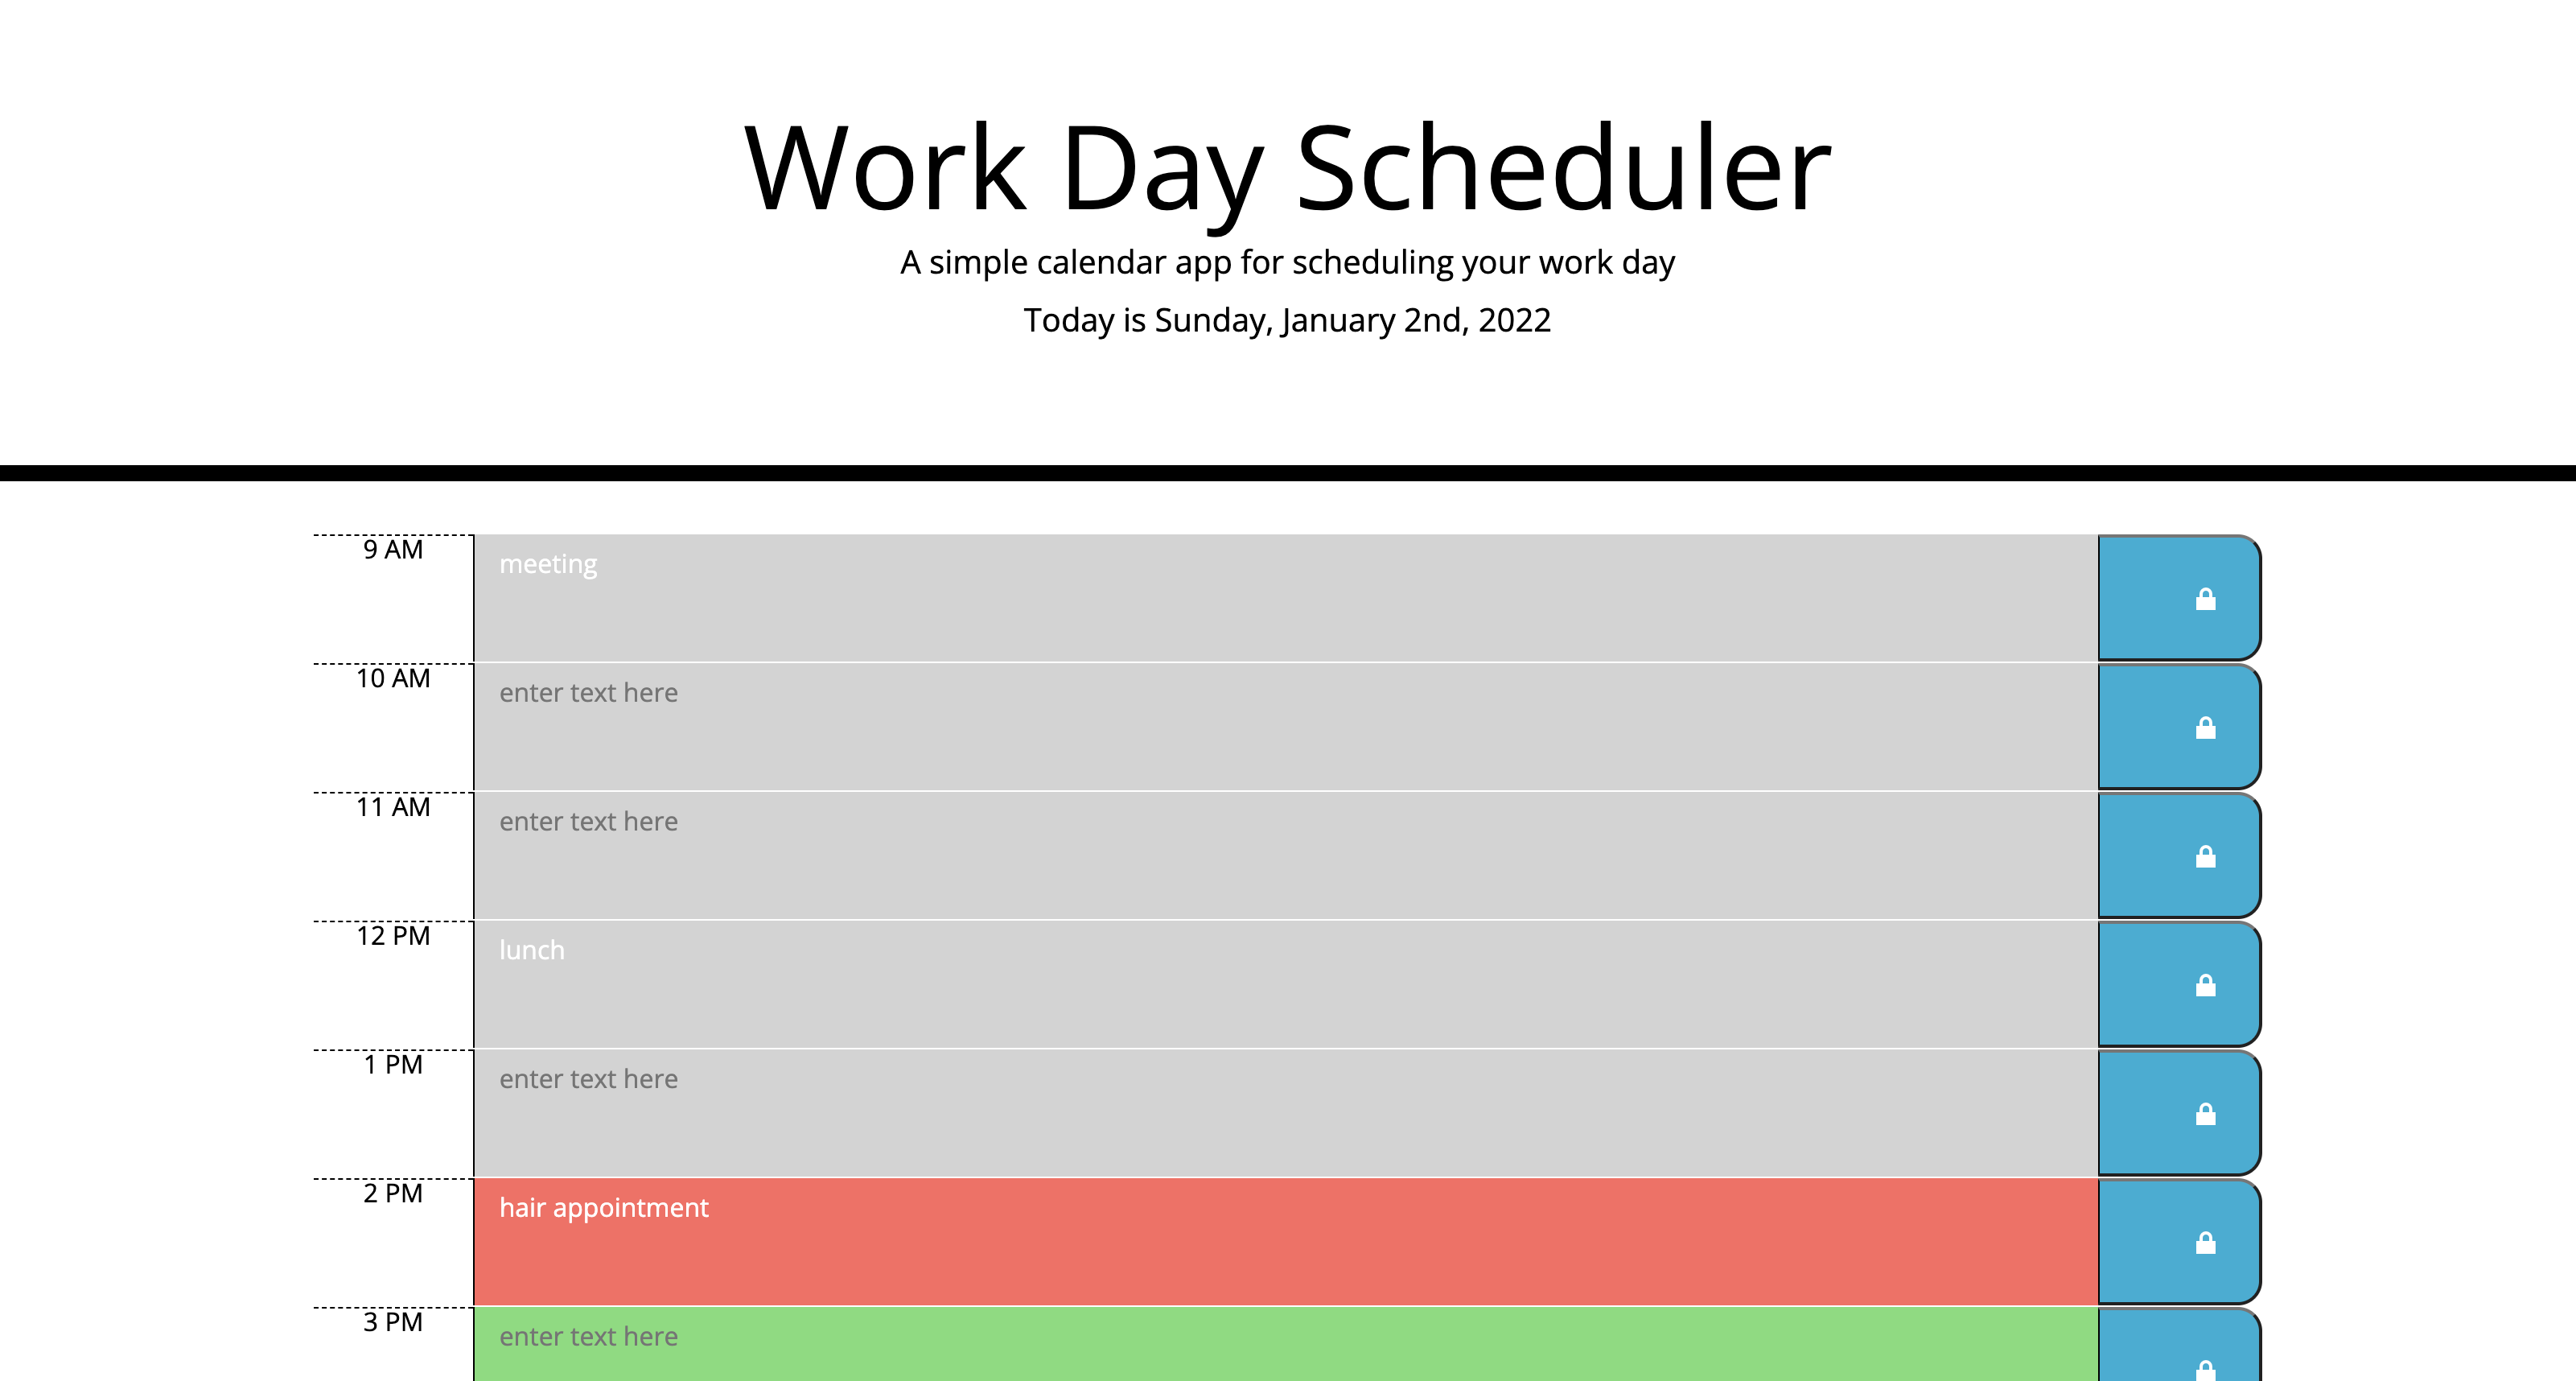 Work Day Scheduler
A simple calendar app for scheduling your work day
Today is Sunday, January 2nd, 2022
9 AM
meeting
10 AM
enter text here
11 AM
enter text here
12 PM
lunch
1 PM
enter text here
2 PM
hair appointment
3 PM
enter text here